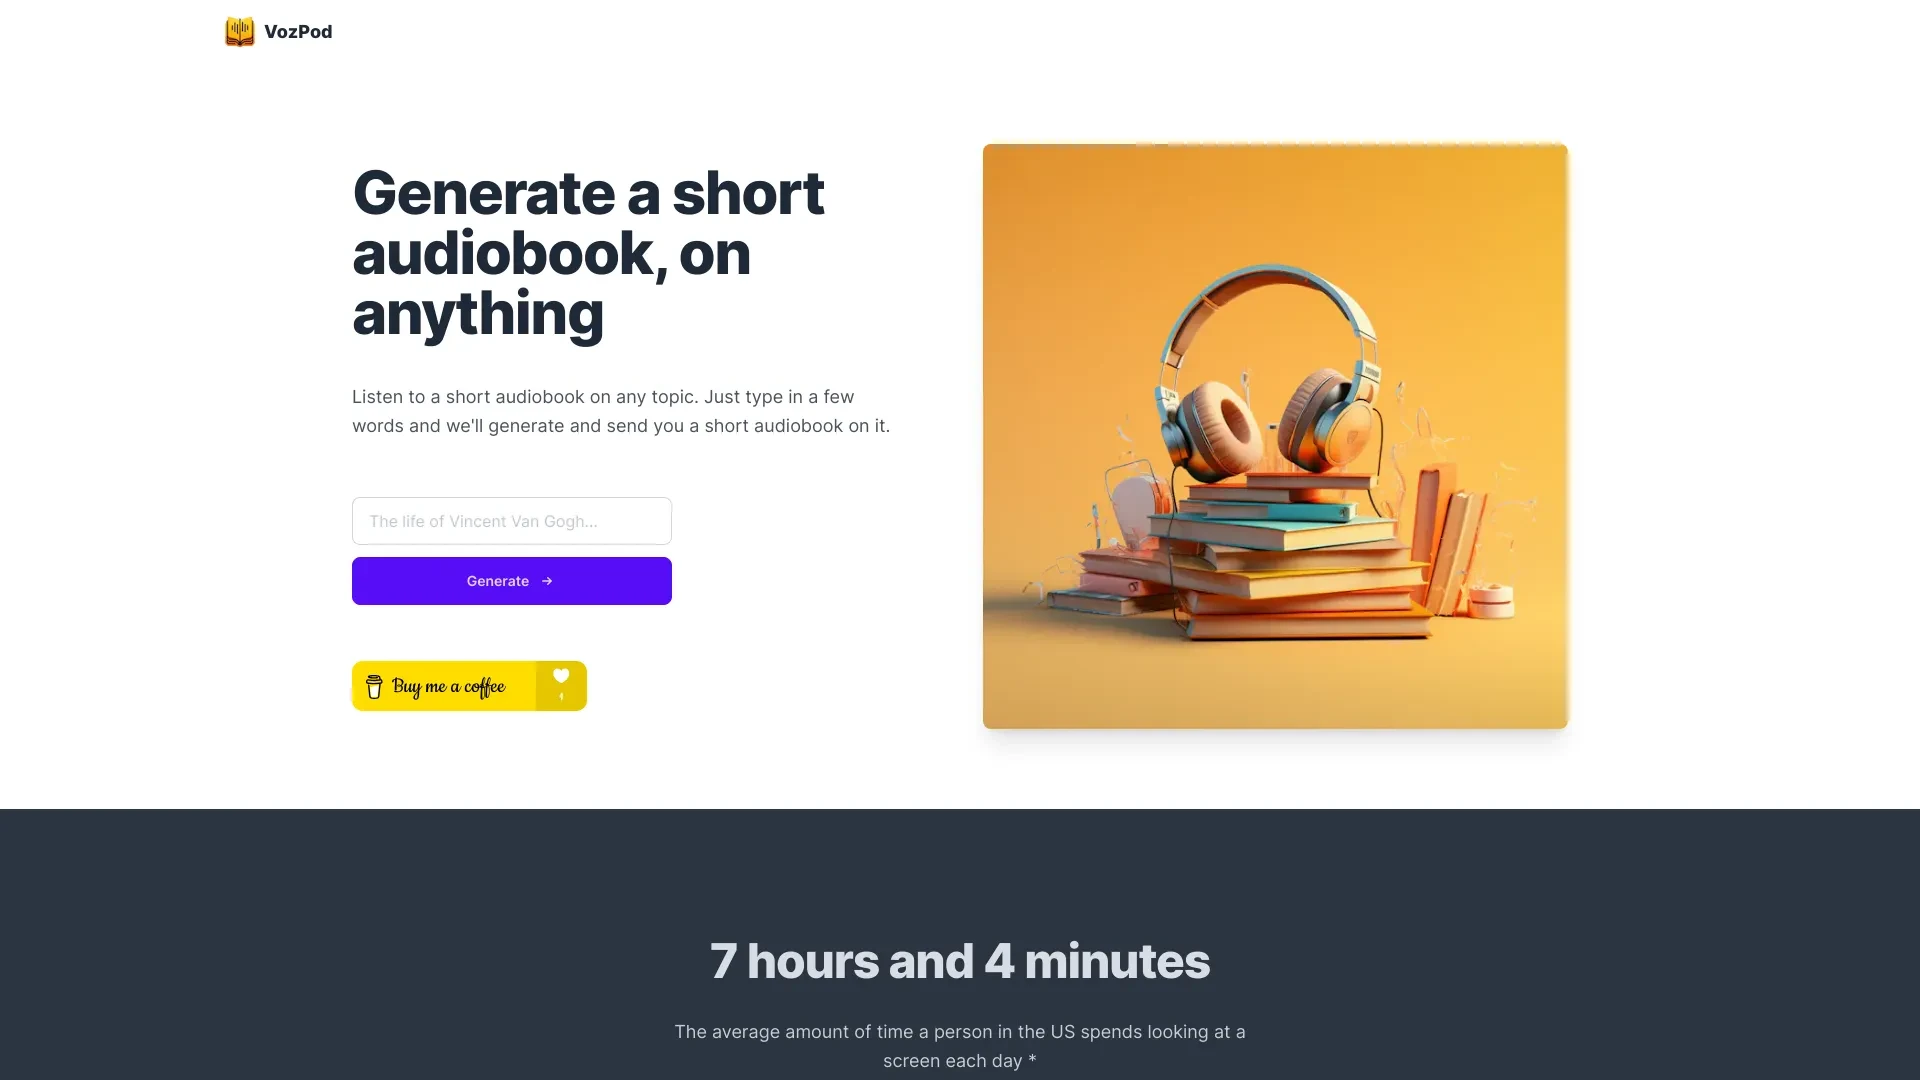 VozPod
Generate a short
audiobook, on
anything
Listen to a short audiobook on any topic. Just type in a few
words and we'll generate and send you a short audiobook on it.
The life of Vincent Van Gogh...
Generate →
Buy me a coffee
7 hours and 4 minutes
The average amount of time a person in the US spends looking at a
screen each day *